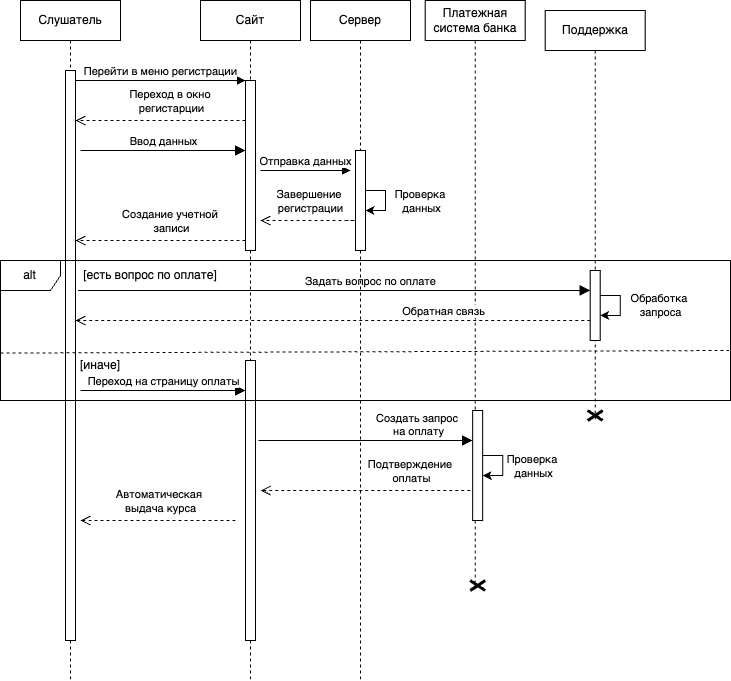 Слушатель
Сайт
Сервер
Платежная
система банка
Поддержка
Перейти в меню регистрации
Переход в окно
регистарции
Ввод данных
Отправка данных
Завершение
регистрации
Проверка
данных
Создание учетной
записи
alt
[есть вопрос по оплате]
Задать вопрос по оплате
Обработка
запроса
Обратная связь
[иначе]
Переход на страницу оплаты
Создать запрос
на оплату
Проверка
данных
Подтверждение
оплаты
Автоматическая
выдача курса